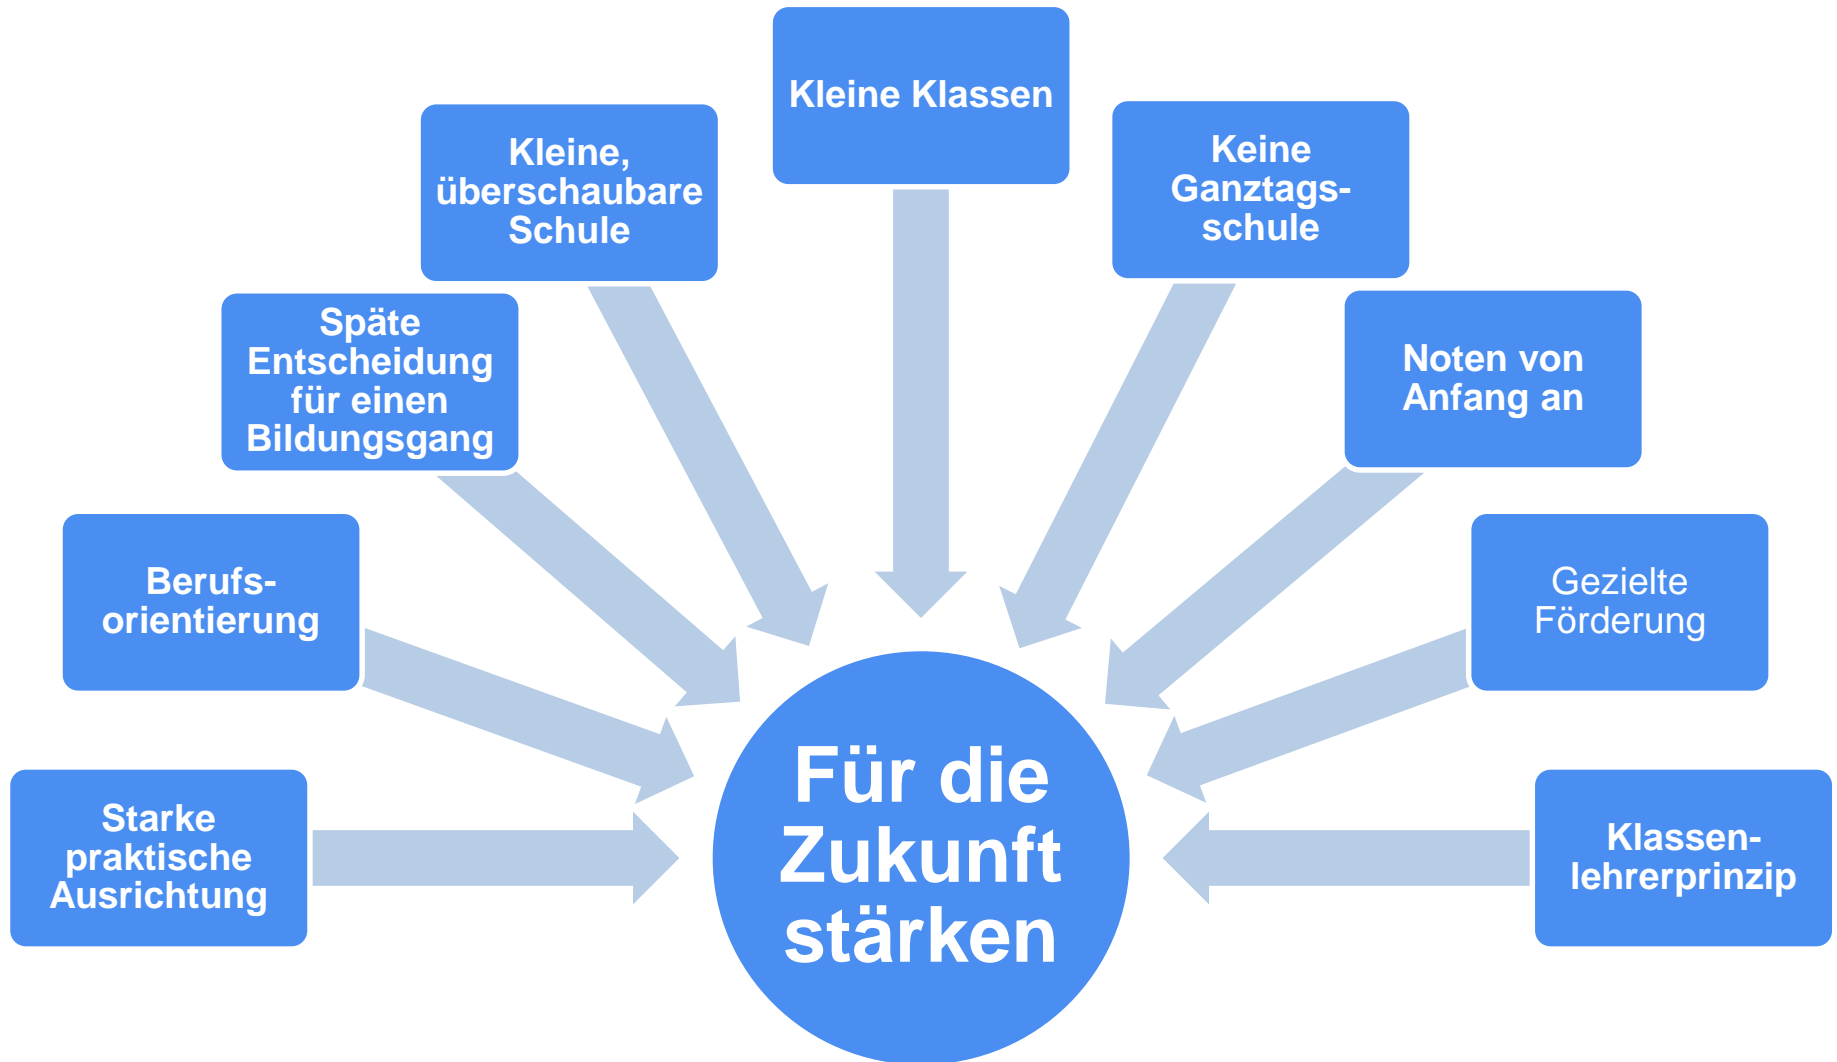 Kleine Klassen
Kleine,
überschaubare
Schule
Keine
Ganztags-
schule
Späte
Entscheidung
für einen
Bildungsgang
Noten von
Anfang an
Berufs-
orientierung
Gezielte
Förderung
Starke
praktische
Ausrichtung
Klassen-
lehrerprinzip
Für die
Zukunft
stärken